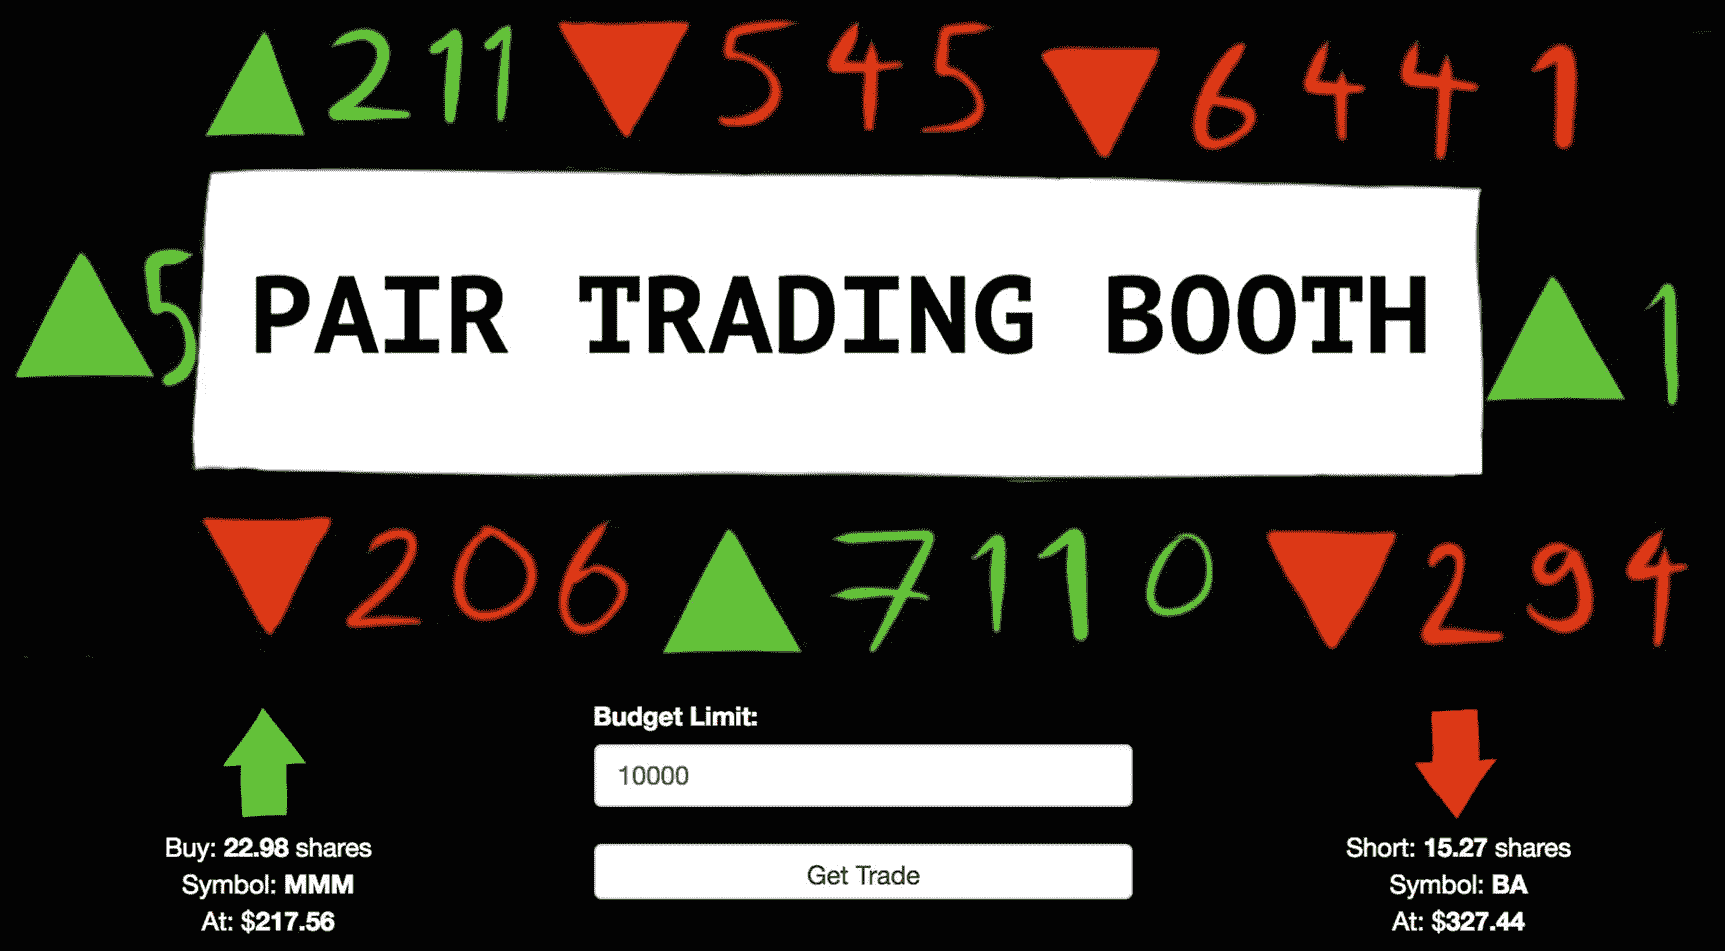 ▲211 ▼545 ▼6441
▲5
PAIR TRADING BOOTH
▲1
▼206 ▲7110 ▼294
Budget Limit:
10000
Get Trade
Buy: 22.98 shares
Symbol: MMM
At: $217.56
Short: 15.27 shares
Symbol: BA
At: $327.44